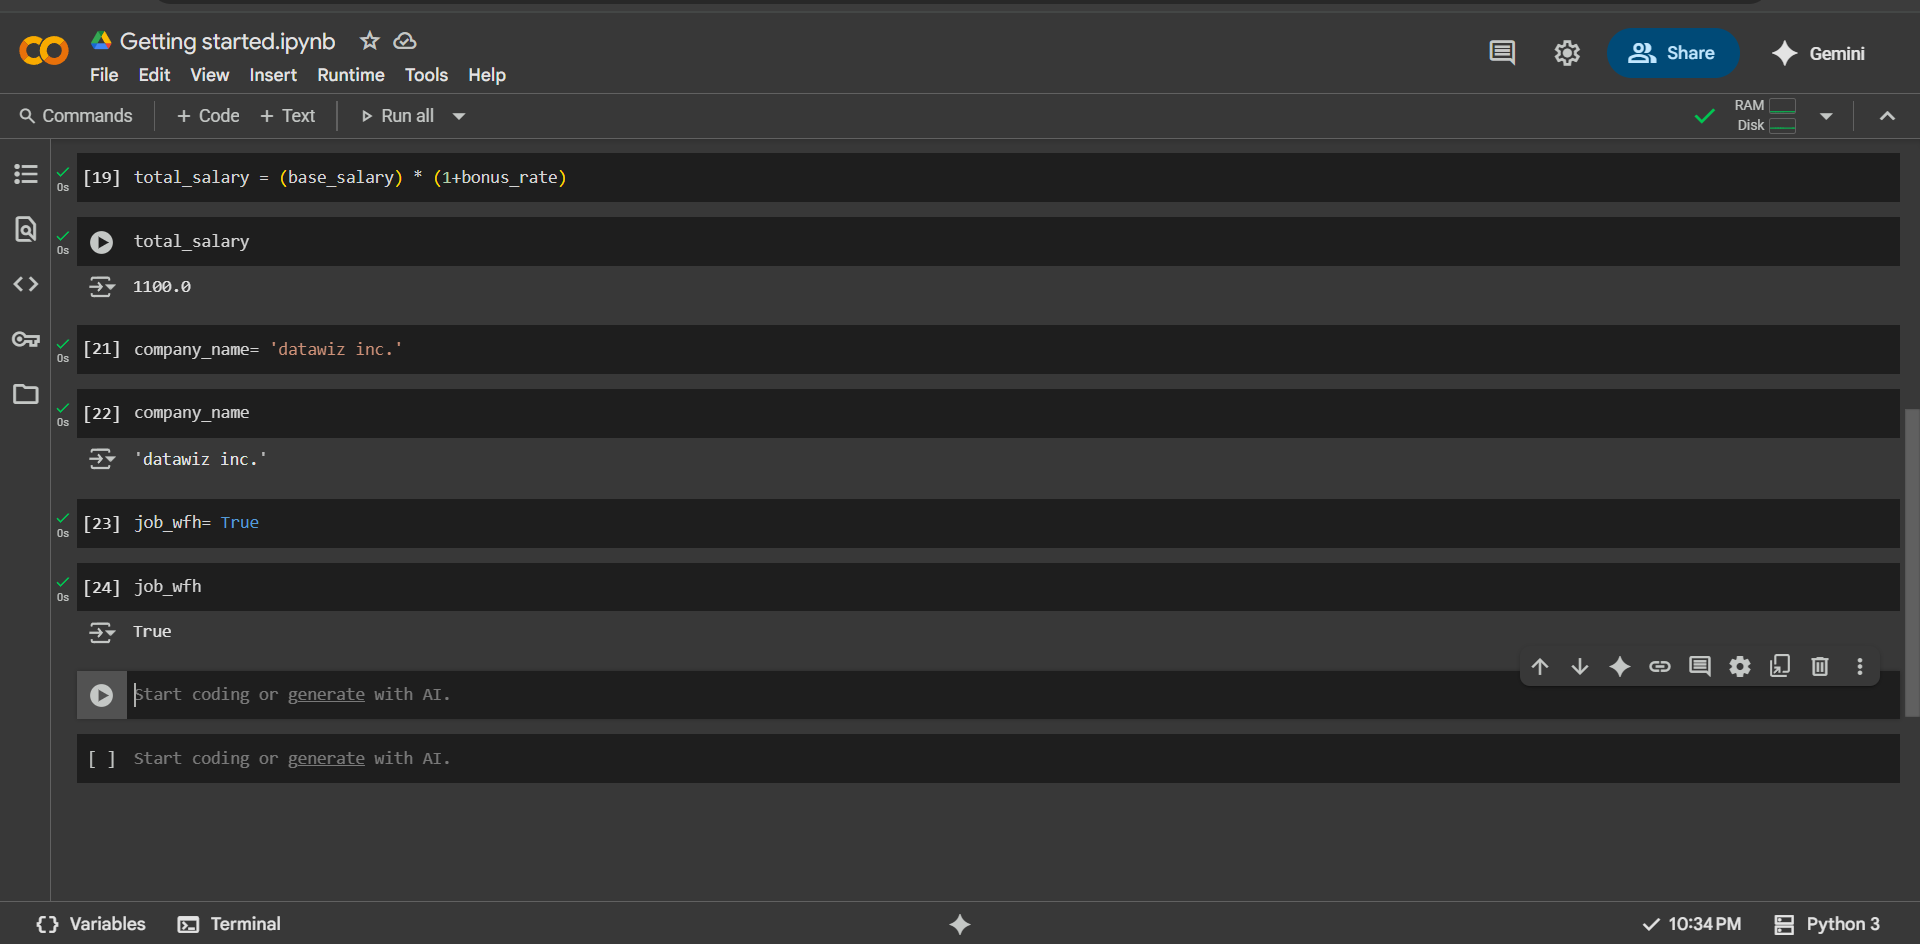 Getting started.ipynb
File Edit View Insert Runtime Tools Help
Share
Gemini
Commands + Code + Text Run all
RAM
Disk
0s [19] total_salary = (base_salary) * (1+bonus_rate)
0s total_salary
1100.0
0s [21] company_name= 'datawiz inc.'
0s [22] company_name
'datawiz inc.'
0s [23] job_wfh= True
0s [24] job_wfh
True
Start coding or generate with AI.
[ ] Start coding or generate with AI.
{} Variables Terminal 10:34 PM Python 3